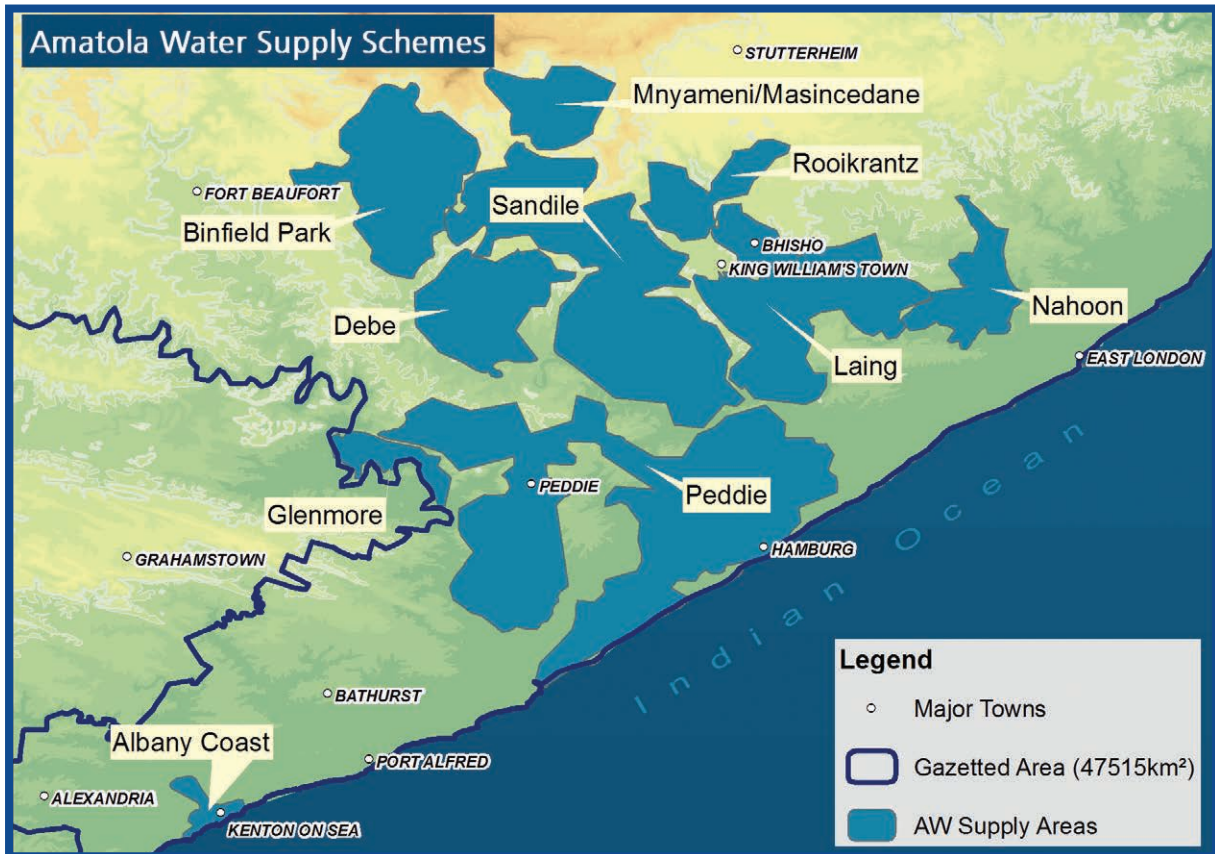 Amatola Water Supply Schemes
STUTTERHEIM
Mnyameni/Masincedane
Rooikrantz
FORT BEAUFORT
Sandile
Binfield Park
BHISHO
KING WILLIAM'S TOWN
Nahoon
Debe
EAST LONDON
Laing
PEDDIE
Peddie
Glenmore
HAMBURG
GRAHAMSTOWN
Indian Ocean
BATHURST
Albany Coast
PORT ALFRED
ALEXANDRIA
KENTON ON SEA
Legend
Major Towns
Gazetted Area (47515km²)
AW Supply Areas